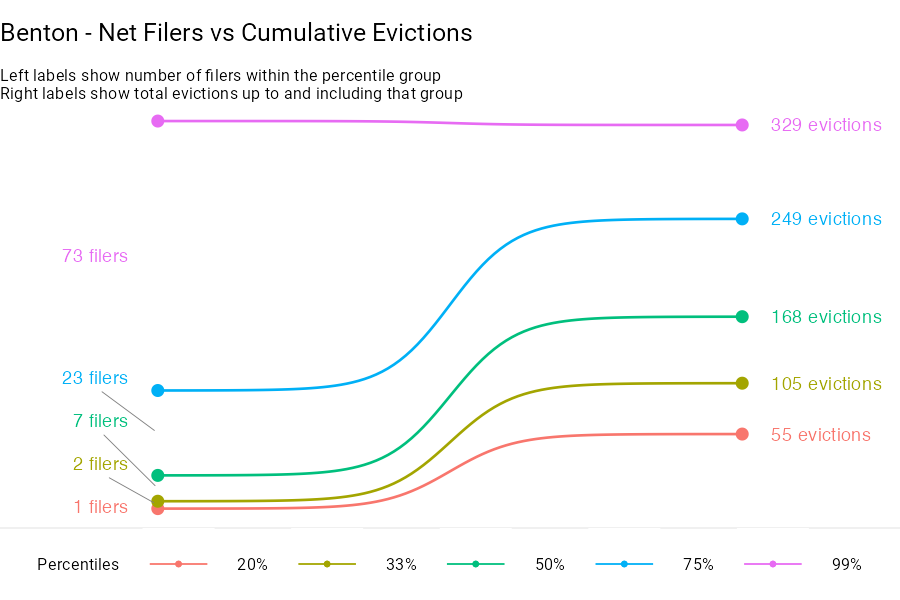 Benton - Net Filers vs Cumulative Evictions
Left labels show number of filers within the percentile group
Right labels show total evictions up to and including that group
329 evictions
249 evictions
73 filers
168 evictions
23 filers
105 evictions
7 filers
55 evictions
2 filers
1 filers
Percentiles 20% 33% 50% 75% 99%